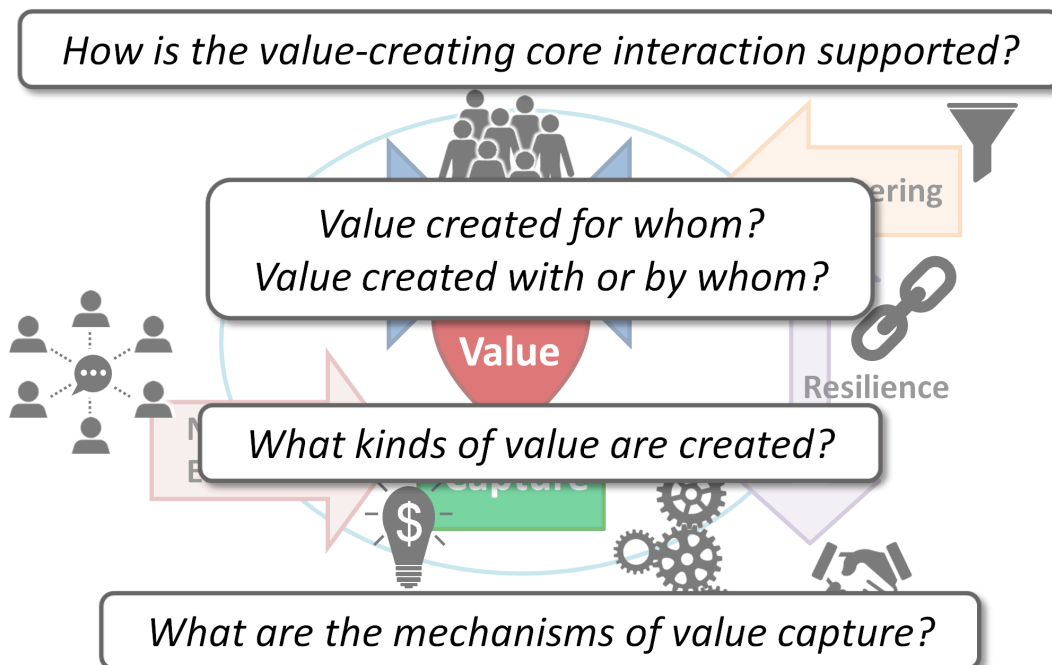 How is the value-creating core interaction supported?
Value created for whom?
Value created with or by whom?
Value
Resilience
What kinds of value are created?
Capture
$
What are the mechanisms of value capture?